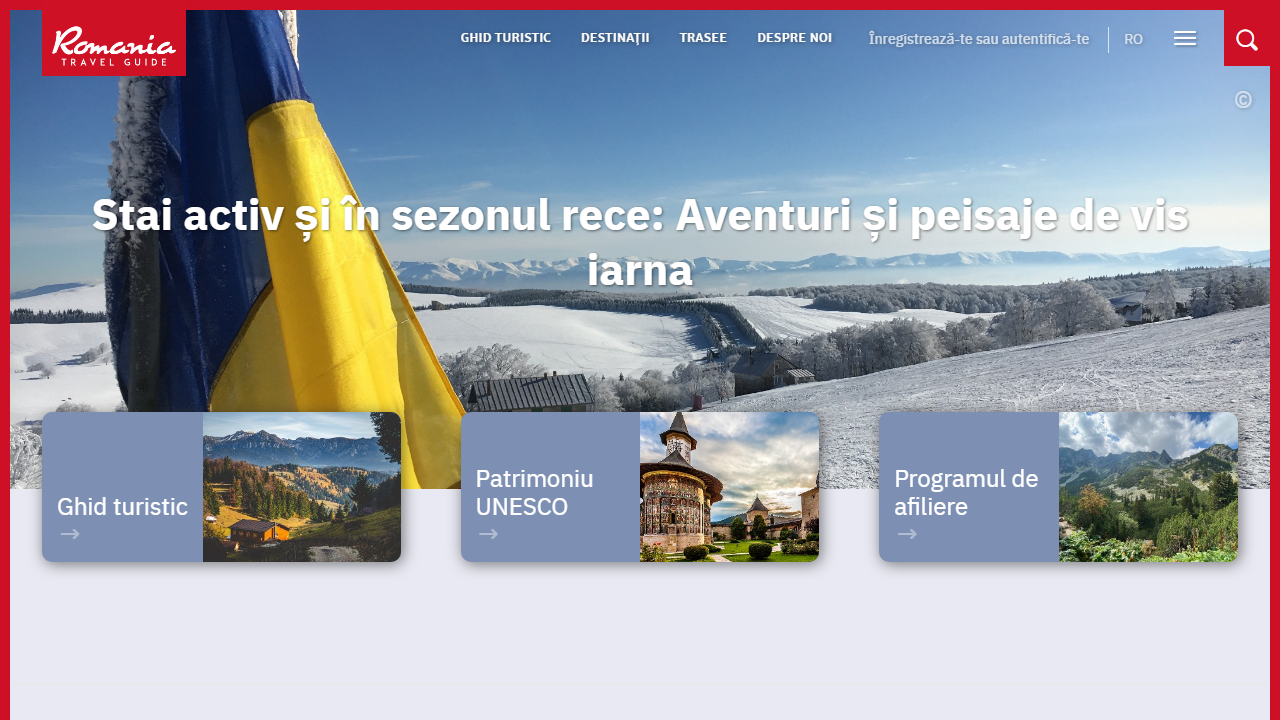 Romania
TRAVEL GUIDE
GHID TURISTIC
DESTINAȚII
TRASEE
DESPRE NOI
Înregistrează-te sau autentifică-te
RO
©
Stai activ și în sezonul rece: Aventuri și peisaje de vis
iarna
Ghid turistic
→
Patrimoniu
UNESCO
→
Programul de
afiliere
→